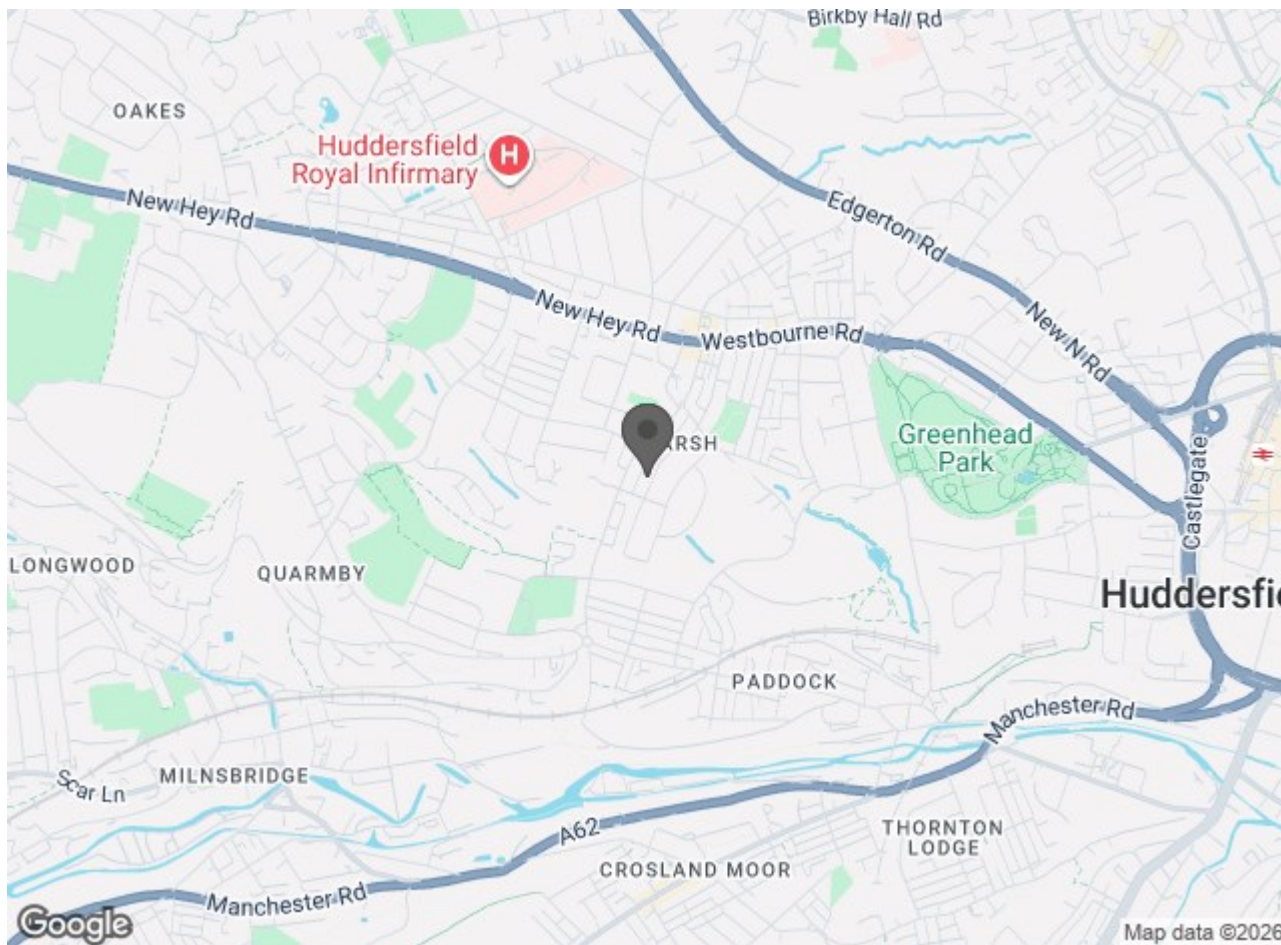 Birkby Hall Rd
OAKES
Huddersfield
Royal Infirmary
H
New Hey Rd
Edgerton Rd
New Hey Rd
Westbourne Rd
New N Rd
ARSH
Greenhead
Park
Castlegate
LONGWOOD
QUARMBY
Huddersfie
PADDOCK
Manchester Rd
MILNSBRIDGE
Scar Ln
A62
THORNTON
LODGE
CROSLAND MOOR
Manchester Rd
Google
Map data ©2026